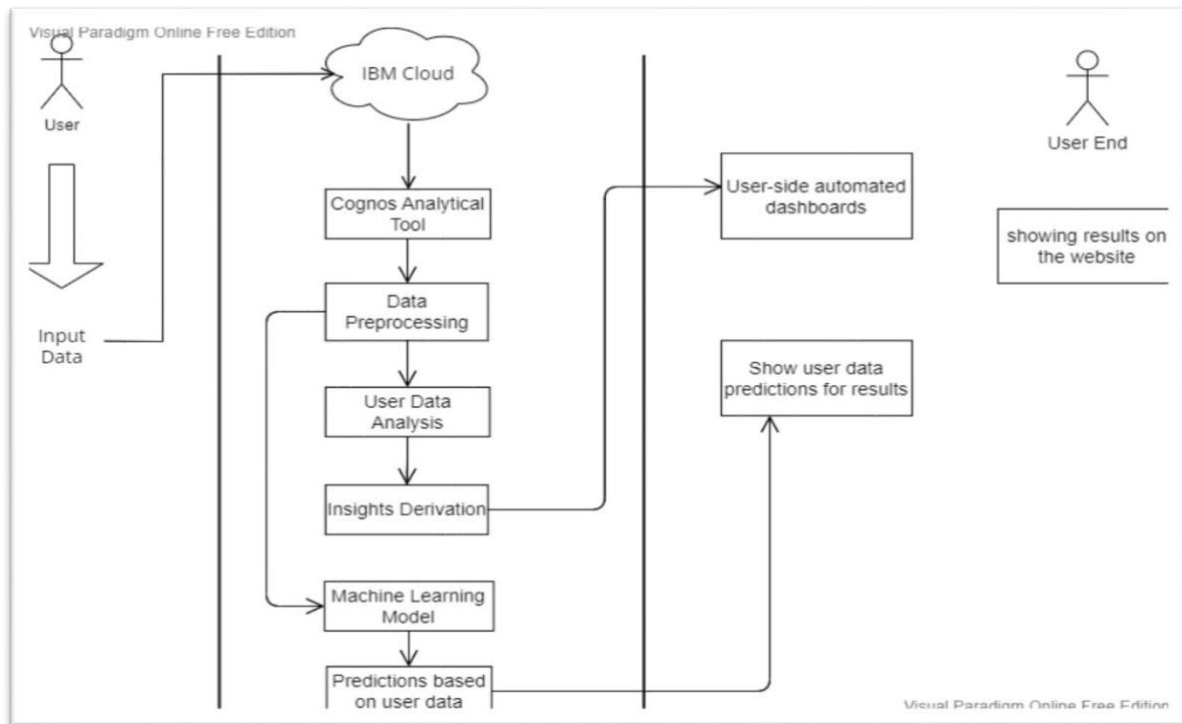 Visual Paradigm Online Free Edition
User
Input
Data
IBM Cloud
Cognos Analytical
Tool
Data
Preprocessing
User Data
Analysis
Insights Derivation
Machine Learning
Model
Predictions based
on user data
User-side automated
dashboards
Show user data
predictions for results
User End
showing results on
the website
Visual Paradigm Online Free Edition